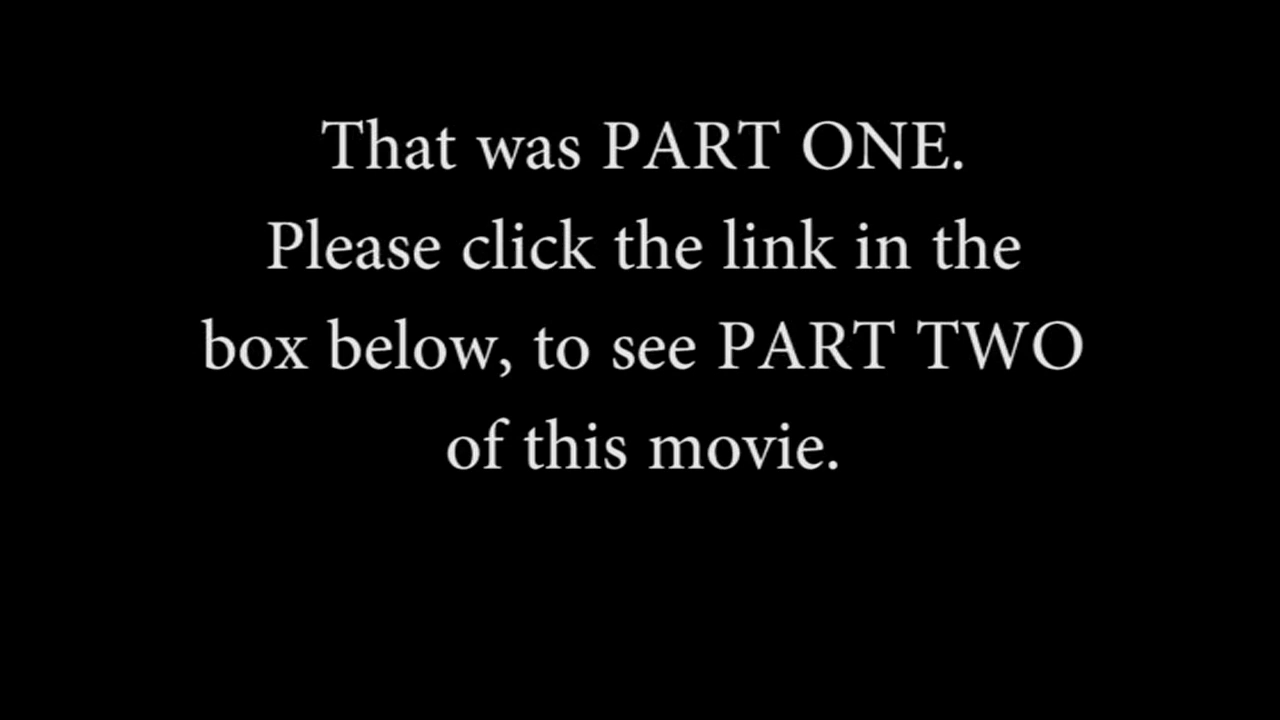 That was PART ONE.
Please click the link in the
box below, to see PART TWO
of this movie.